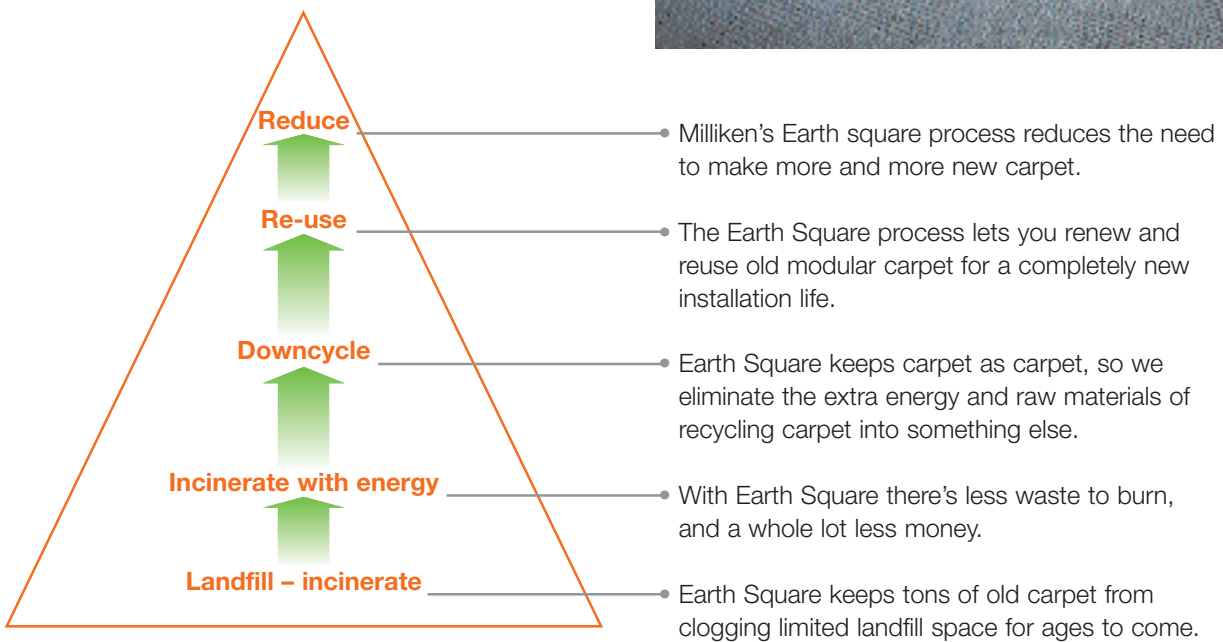 Reduce
Milliken's Earth square process reduces the need
to make more and more new carpet.
Re-use
The Earth Square process lets you renew and
reuse old modular carpet for a completely new
installation life.
Downcycle
Earth Square keeps carpet as carpet, so we
eliminate the extra energy and raw materials of
recycling carpet into something else.
Incinerate with energy
With Earth Square there's less waste to burn,
and a whole lot less money.
Landfill – incinerate
Earth Square keeps tons of old carpet from
clogging limited landfill space for ages to come.